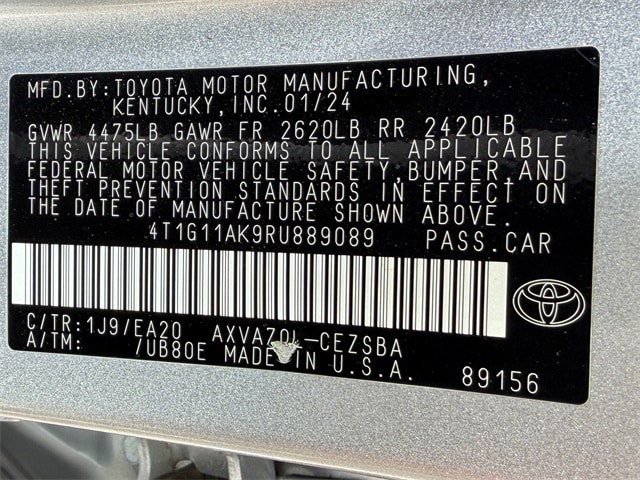 MFD.BY:TOYOTA MOTOR MANUFACTURING,
KENTUCKY,INC.01/24
GVWR 4475LB GAWR FR 2620LB RR 2420LB
THIS VEHICLE CONFORMS TO ALL APPLICABLE
FEDERAL MOTOR VEHICLE SAFETY,BUMPER,AND
THEFT PREVENTION STANDARDS IN EFFECT ON
THE DATE OF MANUFACTURE SHOWN ABOVE.
4T1G11AK9RU889089 PASS.CAR
C/TR:1J9/EA20 AXVA70L-CEZSBA
A/TM: /UB80E MADE IN U.S.A.
89156